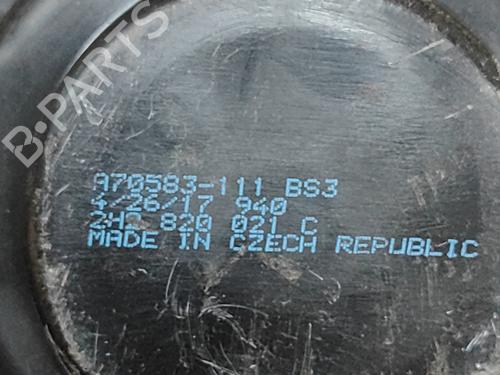 B-PARTS
A70583-111 BS3
4/26/17 940
2H2 820 021 C
MADE IN CZECH REPUBLIC